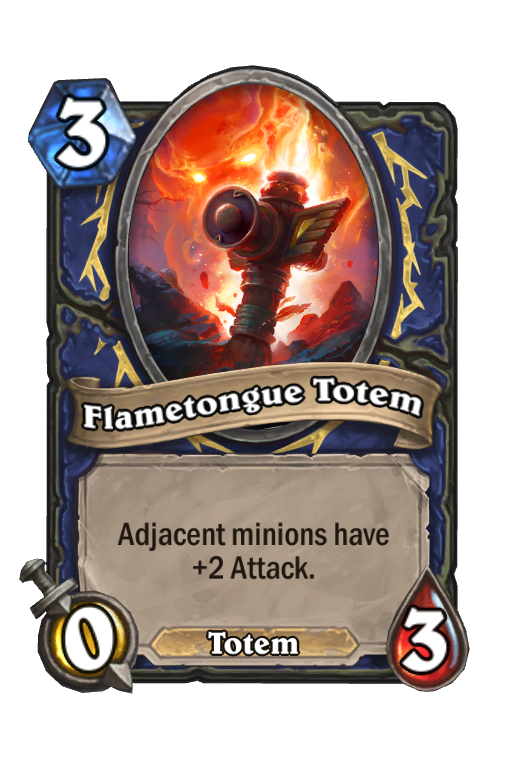 3
Flametongue Totem
Adjacent minions have
+2 Attack.
0
Totem
3